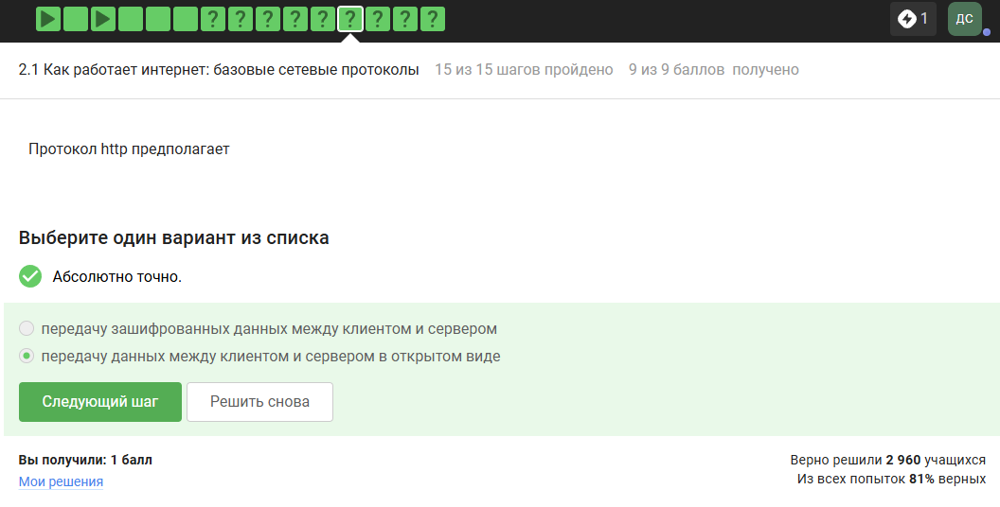 ? ? ? ? ? ? ? ? ?
1
ДС
2.1 Как работает интернет: базовые сетевые протоколы 15 из 15 шагов пройдено 9 из 9 баллов получено
Протокол http предполагает
Выберите один вариант из списка
Абсолютно точно.
передачу зашифрованных данных между клиентом и сервером
передачу данных между клиентом и сервером в открытом виде
Следующий шаг
Решить снова
Вы получили: 1 балл
Мои решения
Верно решили 2 960 учащихся
Из всех попыток 81% верных